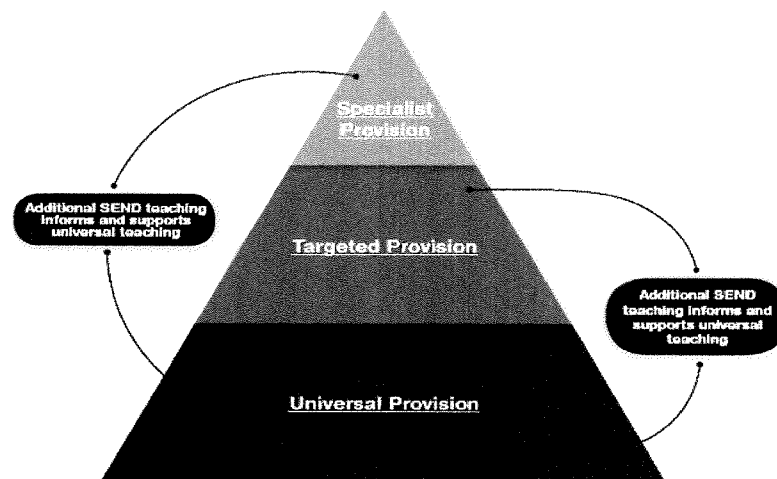 Specialist
Provision
Additional SEND teaching
informs and supports
universal teaching
Targeted Provision
Additional SEND
teaching informs and
supports universal
teaching
Universal Provision